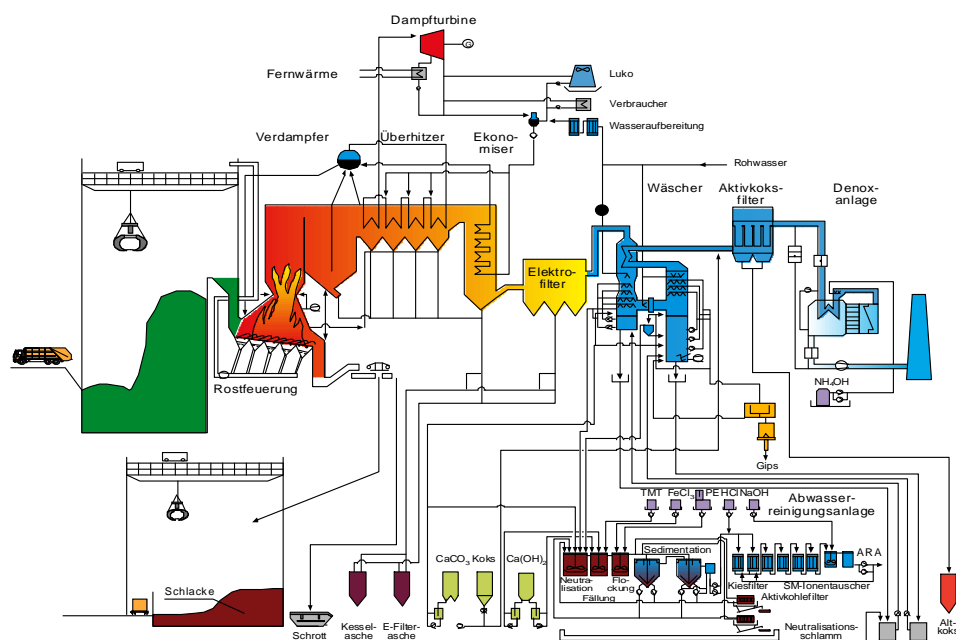 Dampfturbine
G
Fernwärme
Luko
Verbraucher
Wasseraufbereitung
Verdampfer
Überhitzer
Ekono-
miser
Rohwasser
Wäscher
Aktivkoks-
filter
Denox-
anlage
Elektro-
filter
Rostfeuerung
NH4OH
Gips
TMT
FeCl3
PE
HCl
NaOH
Abwasser-
reinigungsanlage
CaCO3
Koks
Ca(OH)2
Sedimentation
ARA
Neutra-
lisation
Flo-
ckung
Fällung
Kiesfilter
SM-Ionentauscher
Aktivkohlefilter
Schlacke
Schrott
Kessel-
asche
E-Filter-
asche
Neutralisations-
schlamm
Alt-
koks